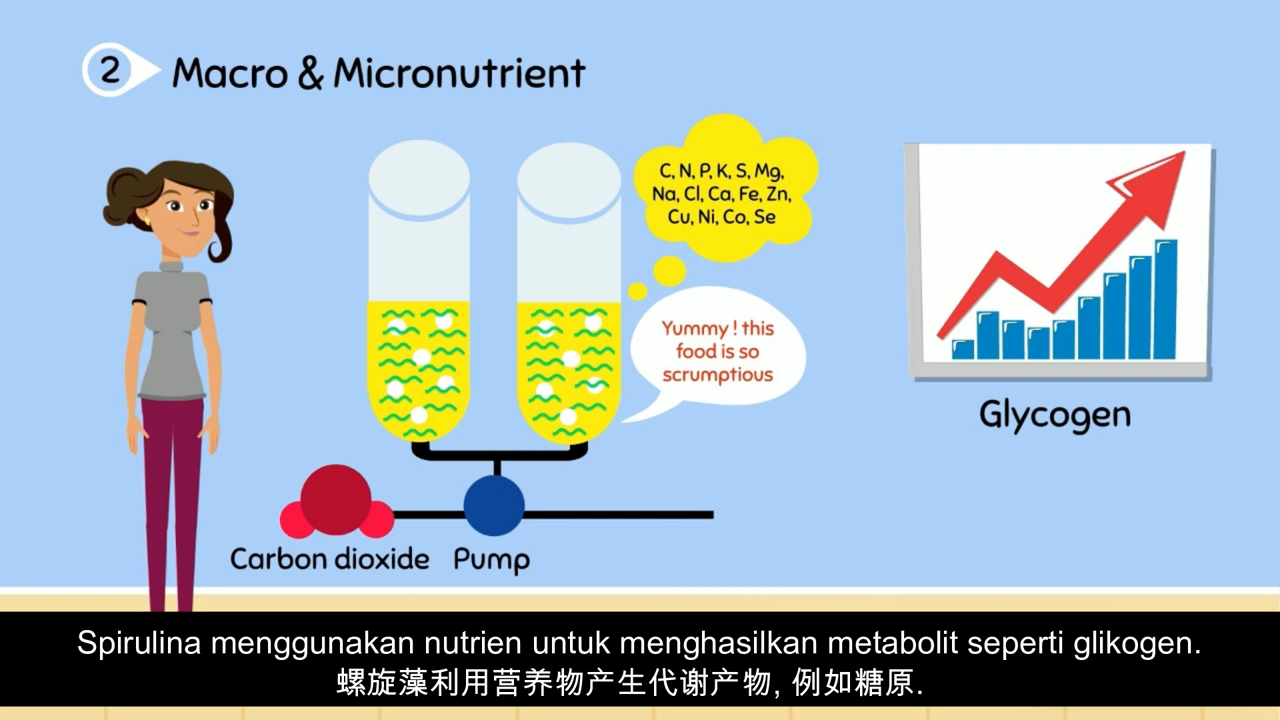 2
Macro & Micronutrient
C, N, P, K, S, Mg,
Na, Cl, Ca, Fe, Zn,
Cu, Ni, Co, Se
Yummy ! this
food is so
scrumptious
Glycogen
Carbon dioxide
Pump
Spirulina menggunakan nutrien untuk menghasilkan metabolit seperti glikogen.
螺旋藻利用营养物产生代谢产物, 例如糖原.